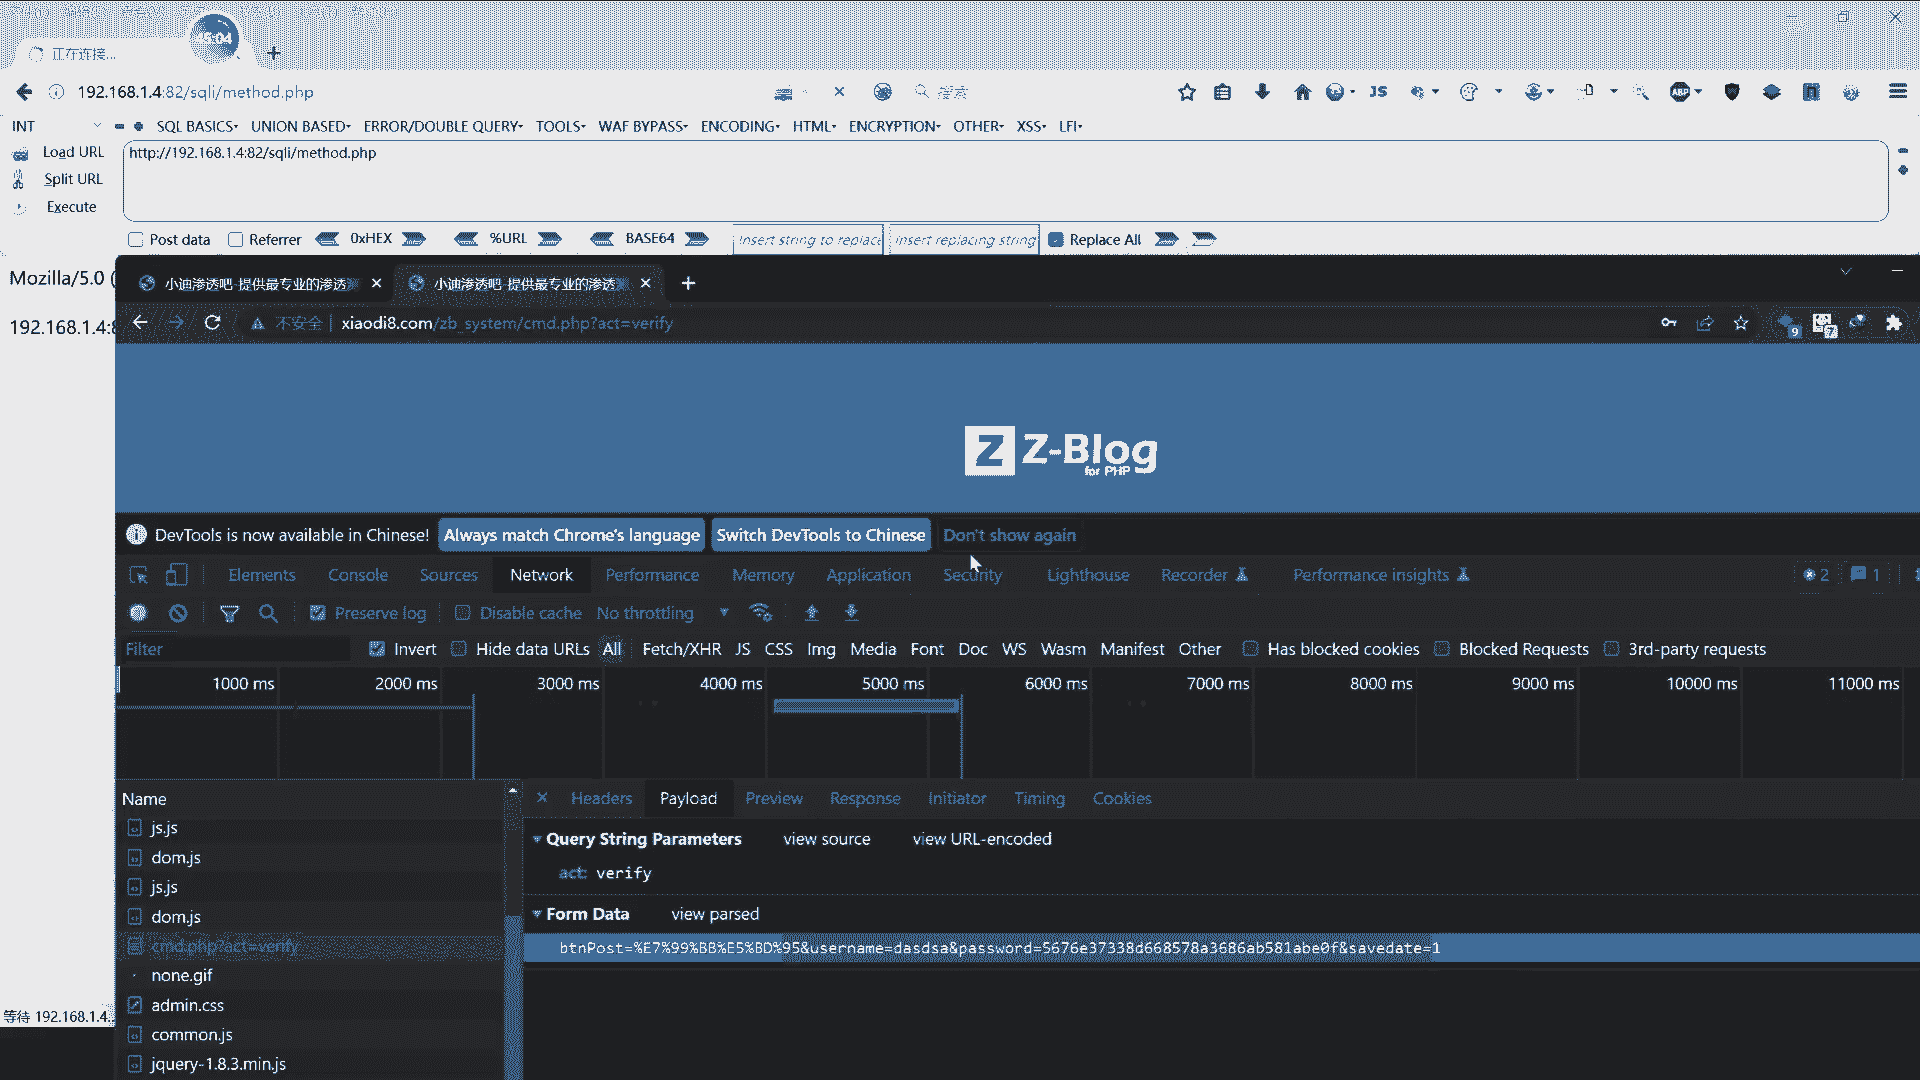 45:04
正在连接...
192.168.1.4:82/sqli/method.php
搜索
JS
ABP
INT
SQL BASICS UNION BASED ERROR/DOUBLE QUERY TOOLS WAF BYPASS ENCODING HTML ENCRYPTION OTHER XSS LFI
Load URL
http://192.168.1.4:82/sqli/method.php
Split URL
Execute
Post data Referrer 0xHEX %URL BASE64 Insert string to replace Insert replacing string Replace All
Mozilla/5.0 (
192.168.1.4:8
小迪渗透吧-提供最专业的渗透 小迪渗透吧-提供最专业的渗透
不安全 xiaodi8.com/zb_system/cmd.php?act=verify
9 7
Z Z-Blog
for PHP
DevTools is now available in Chinese! Always match Chrome's language Switch DevTools to Chinese Don't show again
Elements Console Sources Network Performance Memory Application Security Lighthouse Recorder Performance insights 2 1
Preserve log Disable cache No throttling
Filter Invert Hide data URLs All Fetch/XHR JS CSS Img Media Font Doc WS Wasm Manifest Other Has blocked cookies Blocked Requests 3rd-party requests
1000 ms 2000 ms 3000 ms 4000 ms 5000 ms 6000 ms 7000 ms 8000 ms 9000 ms 10000 ms 11000 ms
Name
Headers Payload Preview Response Initiator Timing Cookies
js.js
dom.js
js.js
dom.js
cmd.php?act=verify
none.gif
admin.css
common.js
jquery-1.8.3.min.js
Query String Parameters view source view URL-encoded
act: verify
Form Data view parsed
btnPost=%E7%99%BB%E5%BD%95&username=dasdsa&password=5676e37338d668578a3686ab581abe0f&savedate=1
等待 192.168.1.4...